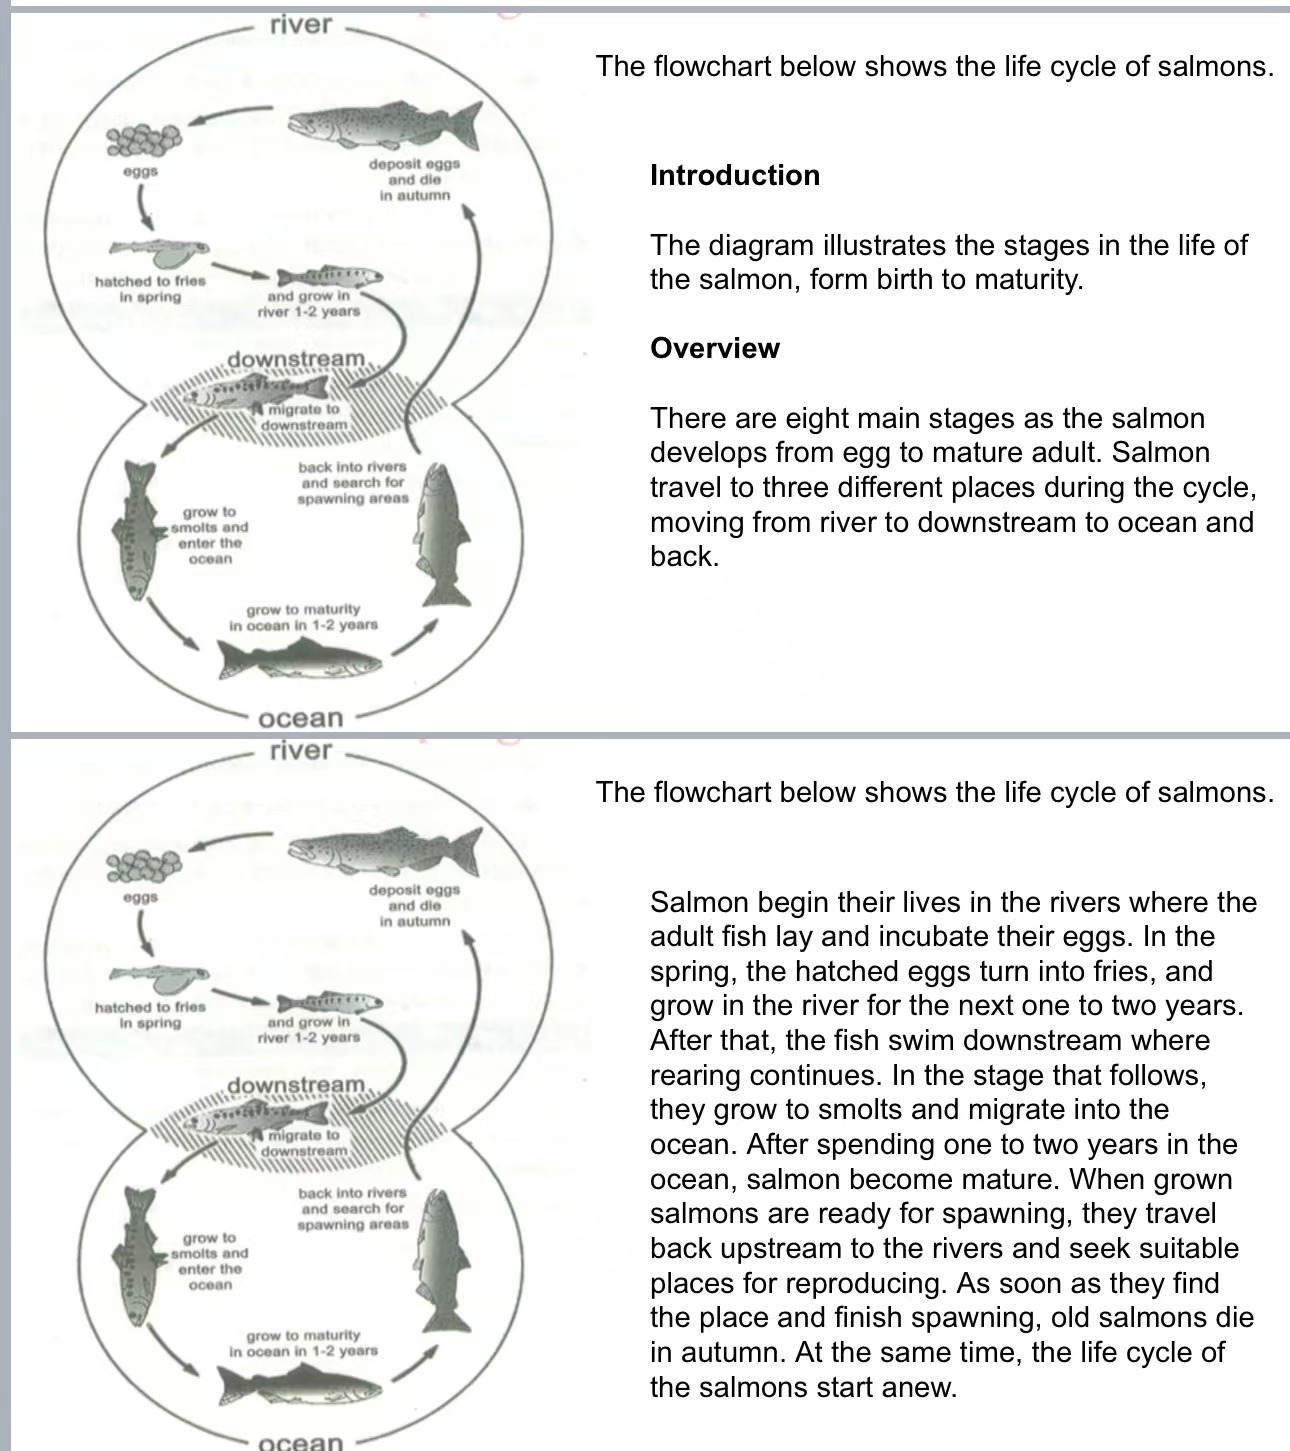 river
The flowchart below shows the life cycle of salmons.
eggs
deposit eggs
and die
in autumn
hatched to fries
in spring
and grow in
river 1-2 years
downstream
migrate to
downstream
back into rivers
and search for
spawning areas
grow to
smolts and
enter the
ocean
grow to maturity
in ocean in 1-2 years
ocean
Introduction
The diagram illustrates the stages in the life of
the salmon, form birth to maturity.
Overview
There are eight main stages as the salmon
develops from egg to mature adult. Salmon
travel to three different places during the cycle,
moving from river to downstream to ocean and
back.
river
The flowchart below shows the life cycle of salmons.
eggs
deposit eggs
and die
in autumn
hatched to fries
in spring
and grow in
river 1-2 years
downstream
migrate to
downstream
back into rivers
and search for
spawning areas
grow to
smolts and
enter the
ocean
grow to maturity
in ocean in 1-2 years
ocean
Salmon begin their lives in the rivers where the
adult fish lay and incubate their eggs. In the
spring, the hatched eggs turn into fries, and
grow in the river for the next one to two years.
After that, the fish swim downstream where
rearing continues. In the stage that follows,
they grow to smolts and migrate into the
ocean. After spending one to two years in the
ocean, salmon become mature. When grown
salmons are ready for spawning, they travel
back upstream to the rivers and seek suitable
places for reproducing. As soon as they find
the place and finish spawning, old salmons die
in autumn. At the same time, the life cycle of
the salmons start anew.